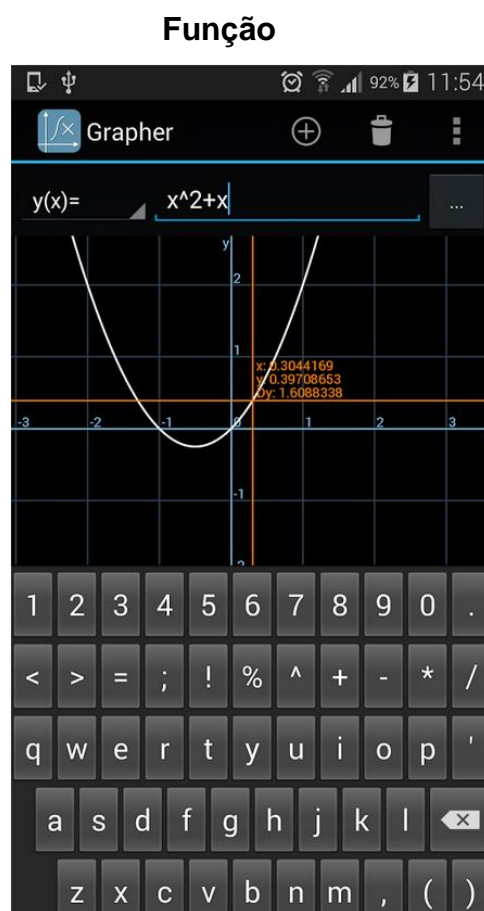 Função
92% 11:54
Grapher
y(x)= x^2+x ...
y
2
1
x: 0.3044169
y: 0.39708653
Dy: 1.6088338
-3 -2 -1 0 1 2 3
-1
1 2 3 4 5 6 7 8 9 0 .
< > = ; ! % ^ + - * /
q w e r t y u i o p '
a s d f g h j k l
z x c v b n m , ( )